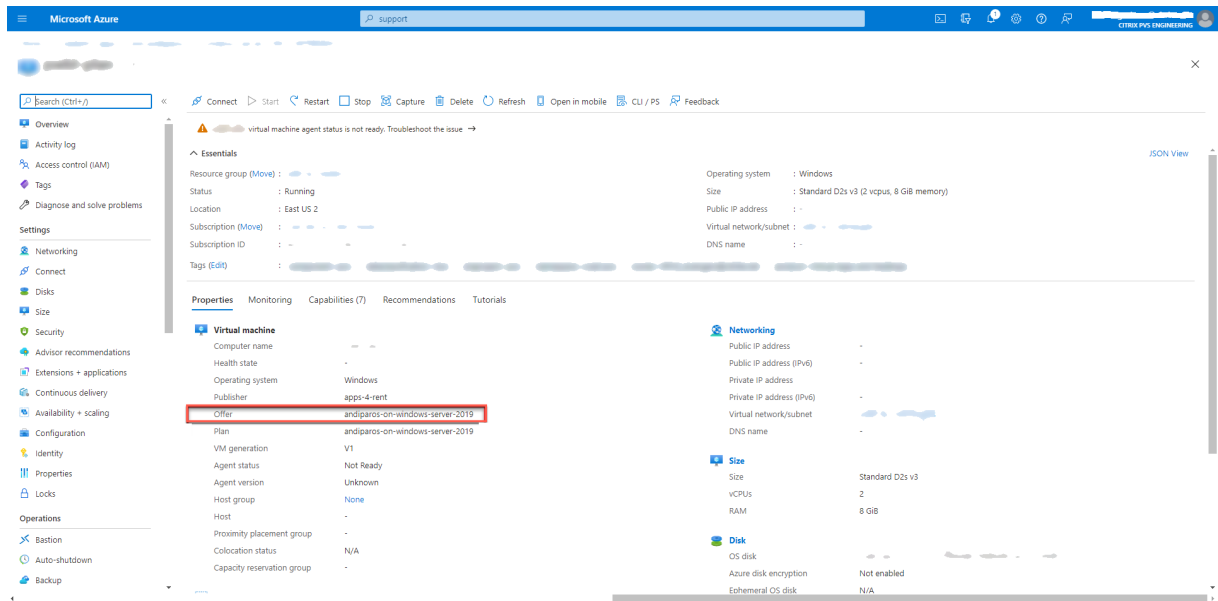 Microsoft Azure
support
1
CITRIX PVS ENGINEERING
Search (Ctrl+/)
«
Connect
Start
Restart
Stop
Capture
Delete
Refresh
Open in mobile
CLI / PS
Feedback
virtual machine agent status is not ready. Troubleshoot the issue →
Overview
Activity log
Access control (IAM)
Tags
Diagnose and solve problems
Settings
Networking
Connect
Disks
Size
Security
Advisor recommendations
Extensions + applications
Continuous delivery
Availability + scaling
Configuration
Identity
Properties
Locks
Operations
Bastion
Auto-shutdown
Backup
Essentials
JSON View
Resource group (Move) :
Status : Running
Location : East US 2
Subscription (Move) :
Subscription ID :
Tags (Edit) :
Operating system : Windows
Size : Standard D2s v3 (2 vcpus, 8 GiB memory)
Public IP address : -
Virtual network/subnet :
DNS name : -
Properties
Monitoring
Capabilities (7)
Recommendations
Tutorials
Virtual machine
Computer name
Health state -
Operating system Windows
Publisher apps-4-rent
Offer andiparos-on-windows-server-2019
Plan andiparos-on-windows-server-2019
VM generation V1
Agent status Not Ready
Agent version Unknown
Host group None
Host -
Proximity placement group -
Colocation status N/A
Capacity reservation group -
Networking
Public IP address -
Public IP address (IPv6) -
Private IP address
Private IP address (IPv6) -
Virtual network/subnet
DNS name -
Size
Size Standard D2s v3
vCPUs 2
RAM 8 GiB
Disk
OS disk
Azure disk encryption Not enabled
Ephemeral OS disk N/A